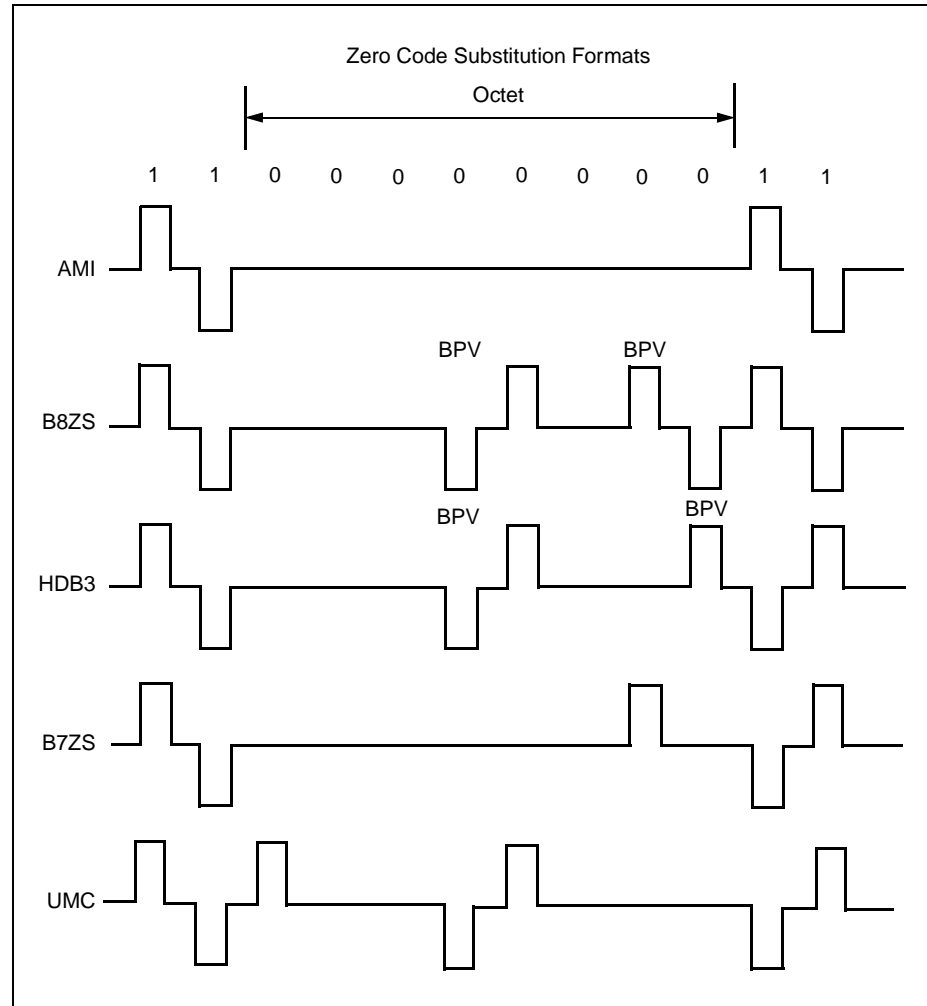 Zero Code Substitution Formats
Octet
1 1 0 0 0 0 0 0 0 0 1 1
AMI
BPV BPV
B8ZS
BPV BPV
HDB3
B7ZS
UMC